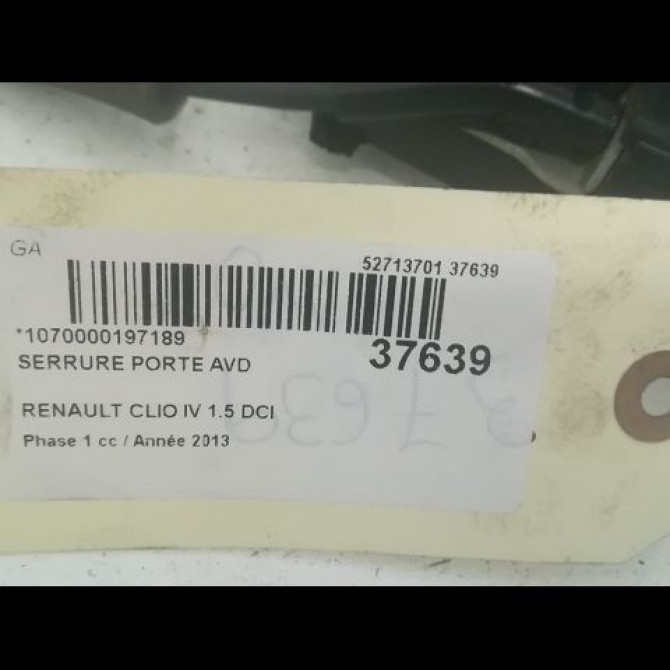 GA
52713701 37639
*1070000197189
37639
SERRURE PORTE AVD
RENAULT CLIO IV 1.5 DCI
Phase 1 cc / Année 2013
37639